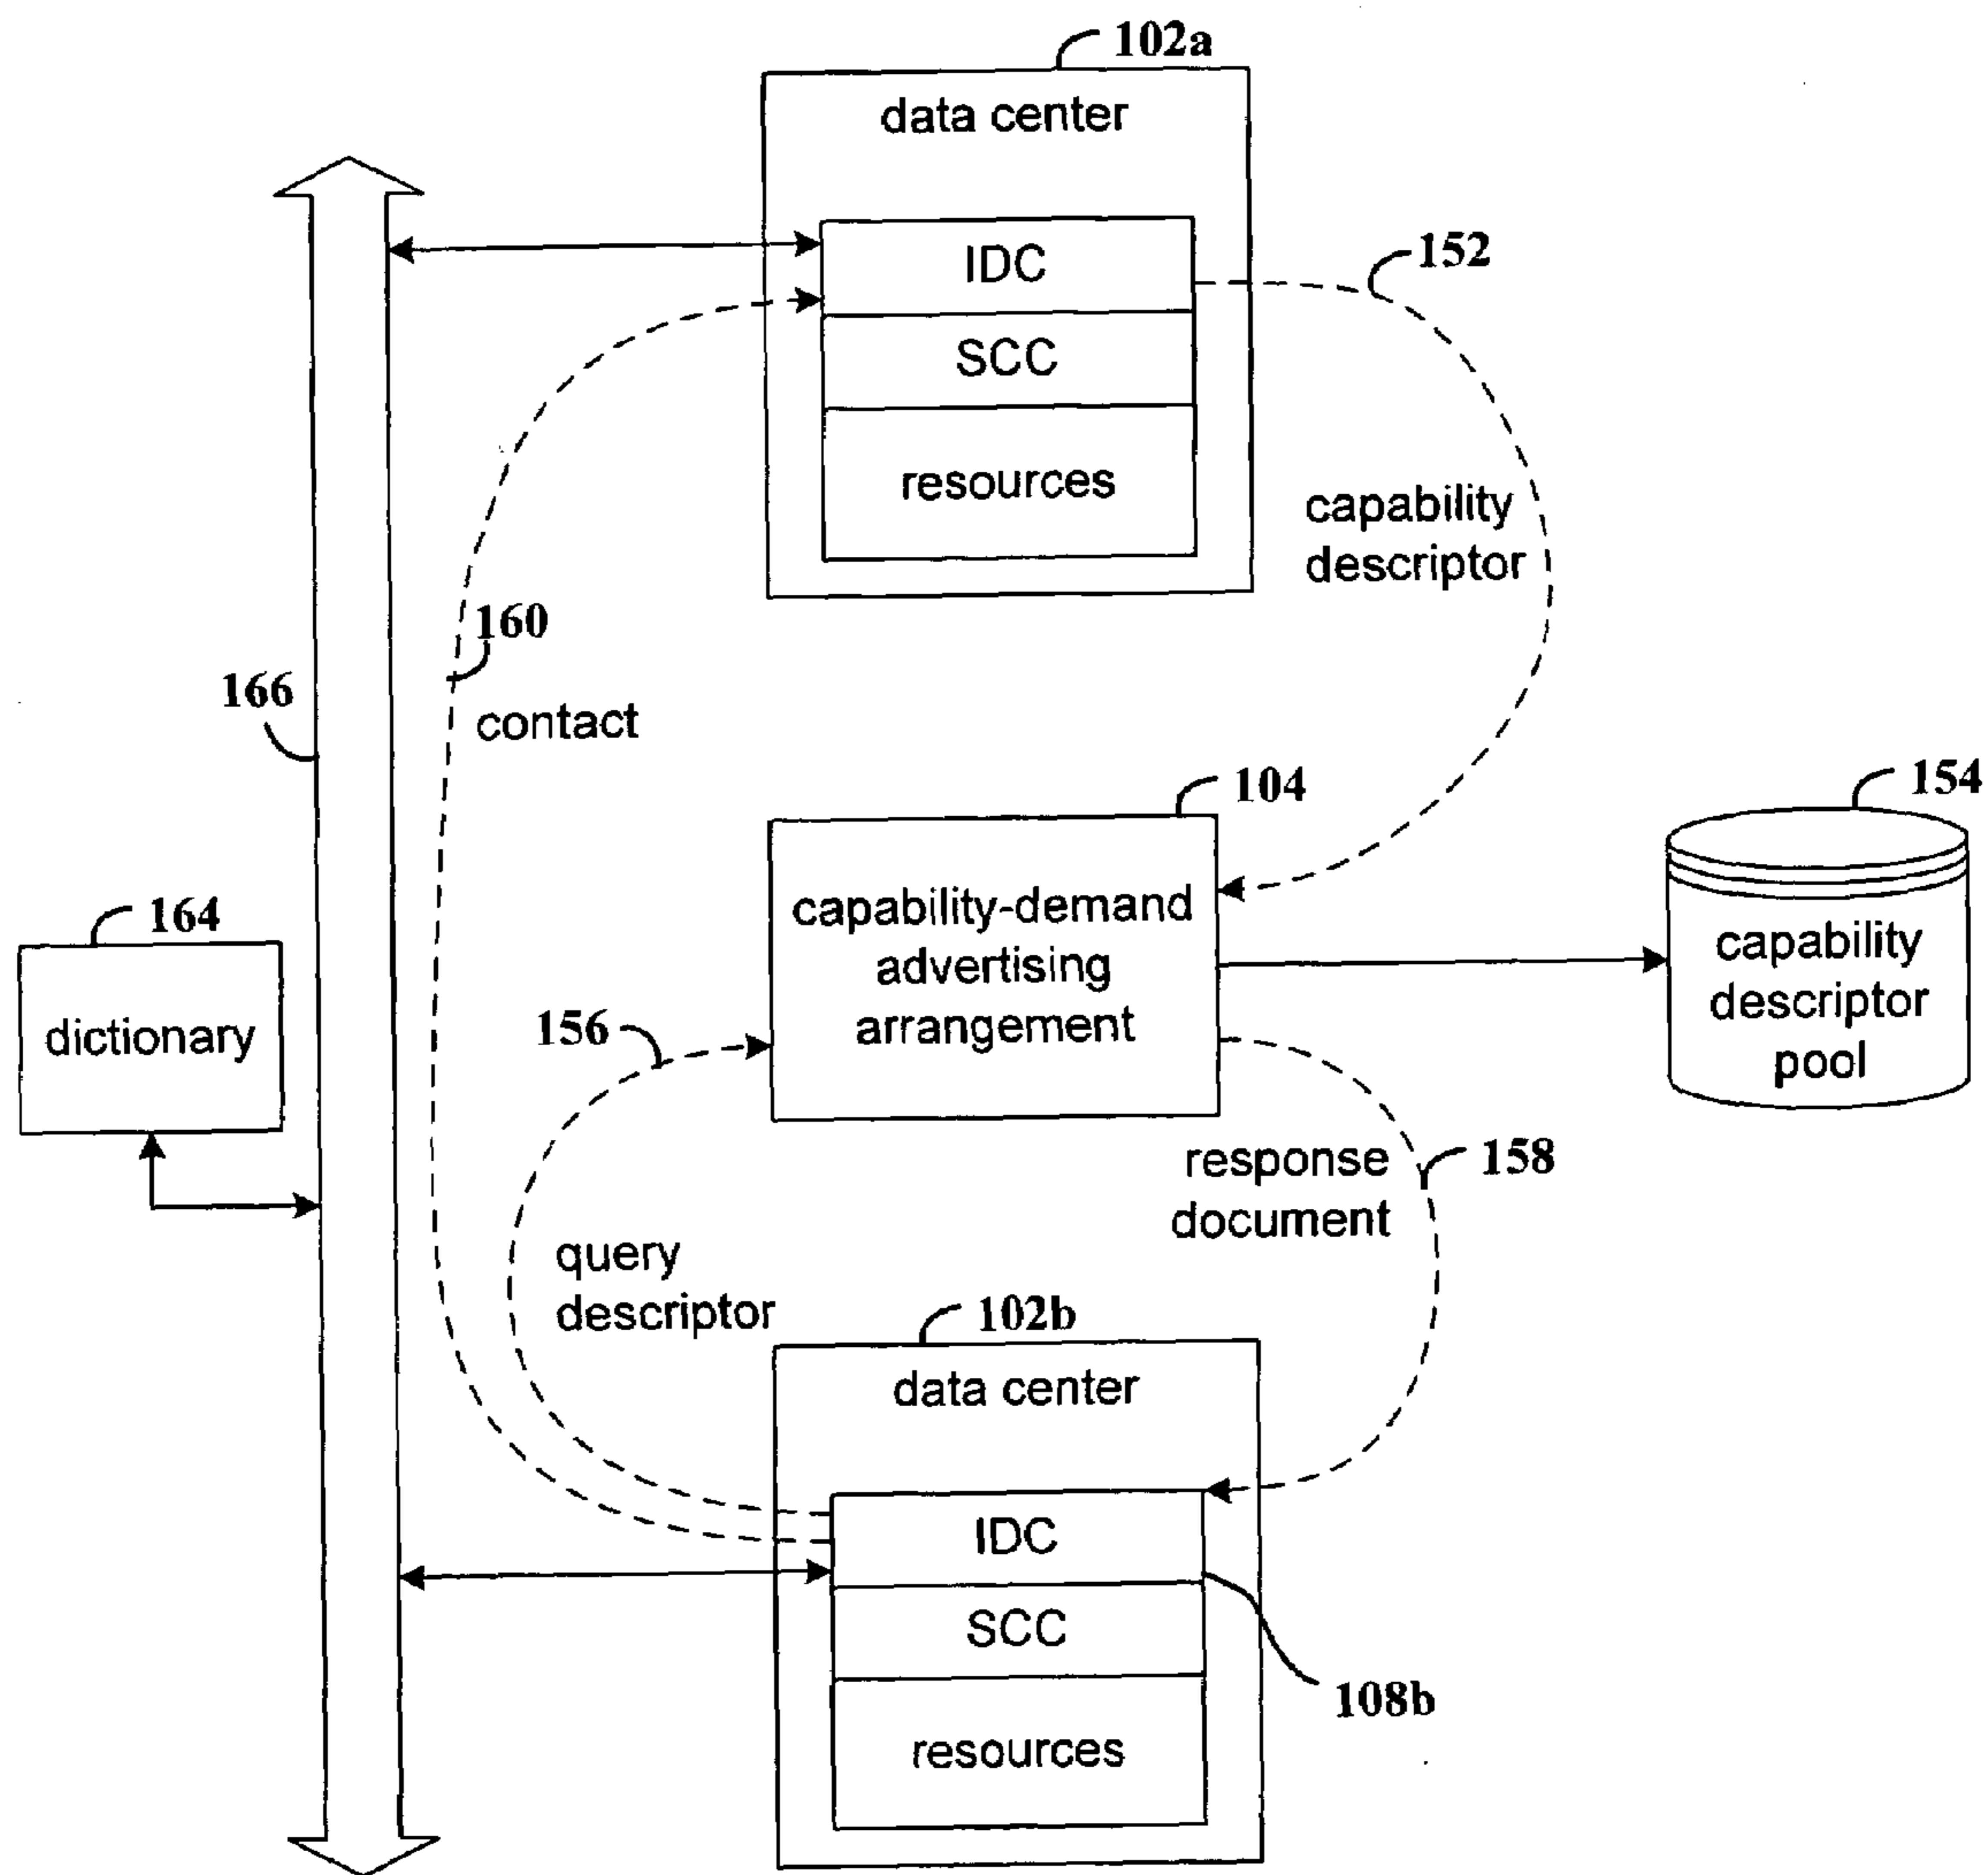 102a
data center
IDC
152
SCC
resources
capability
descriptor
160
166
contact
104
154
capability-demand
advertising
arrangement
capability
descriptor
pool
164
dictionary
156
response
document
158
query
descriptor
102b
data center
IDC
SCC
108b
resources